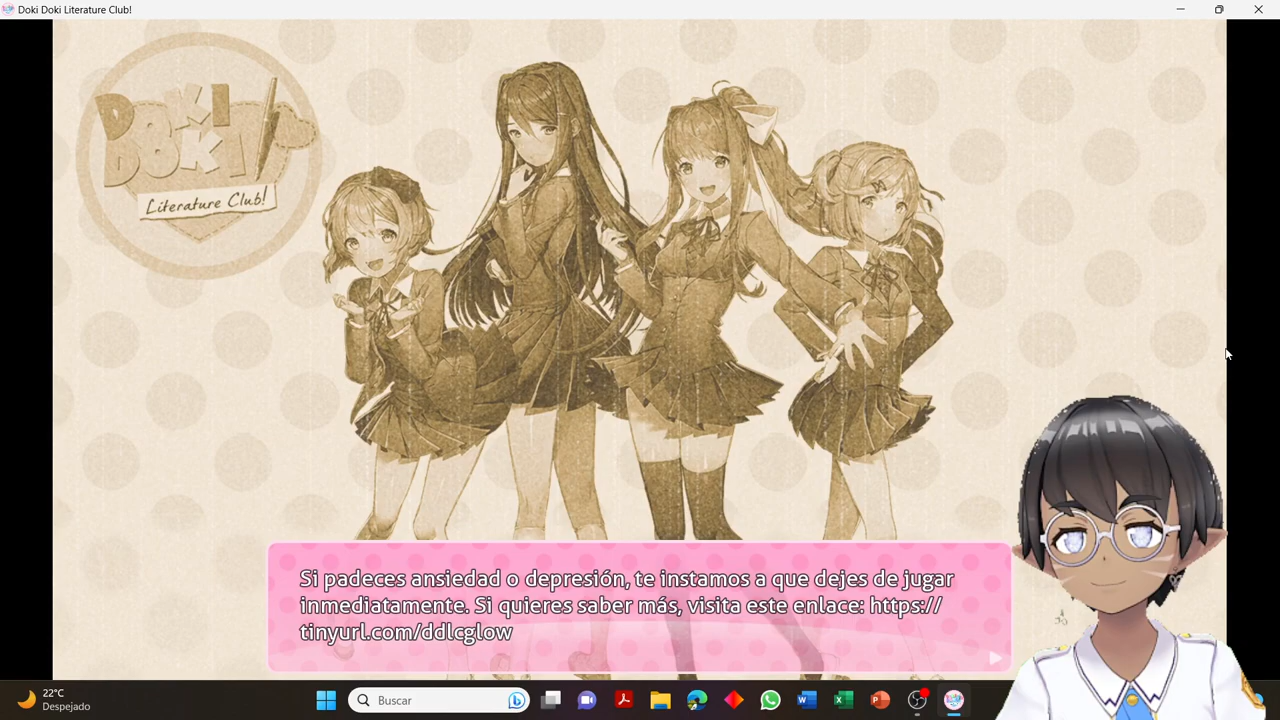 Doki Doki Literature Club!
DOKI
DOKI
Literature Club!
Si padeces ansiedad o depresión, te instamos a que dejes de jugar
inmediatamente. Si quieres saber más, visita este enlace: https://
tinyurl.com/ddlcglow
22°C
Despejado
Buscar